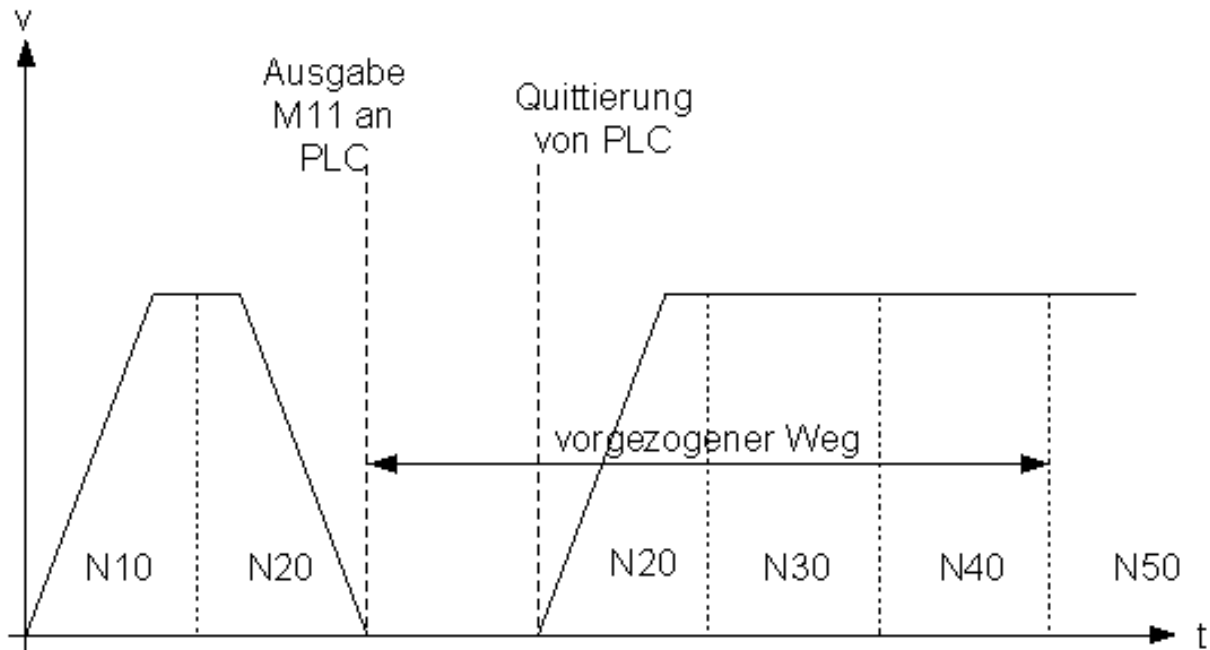 v
Ausgabe
M11 an
PLC
Quittierung
von PLC
vorgezogener Weg
N10
N20
N20
N30
N40
N50
t